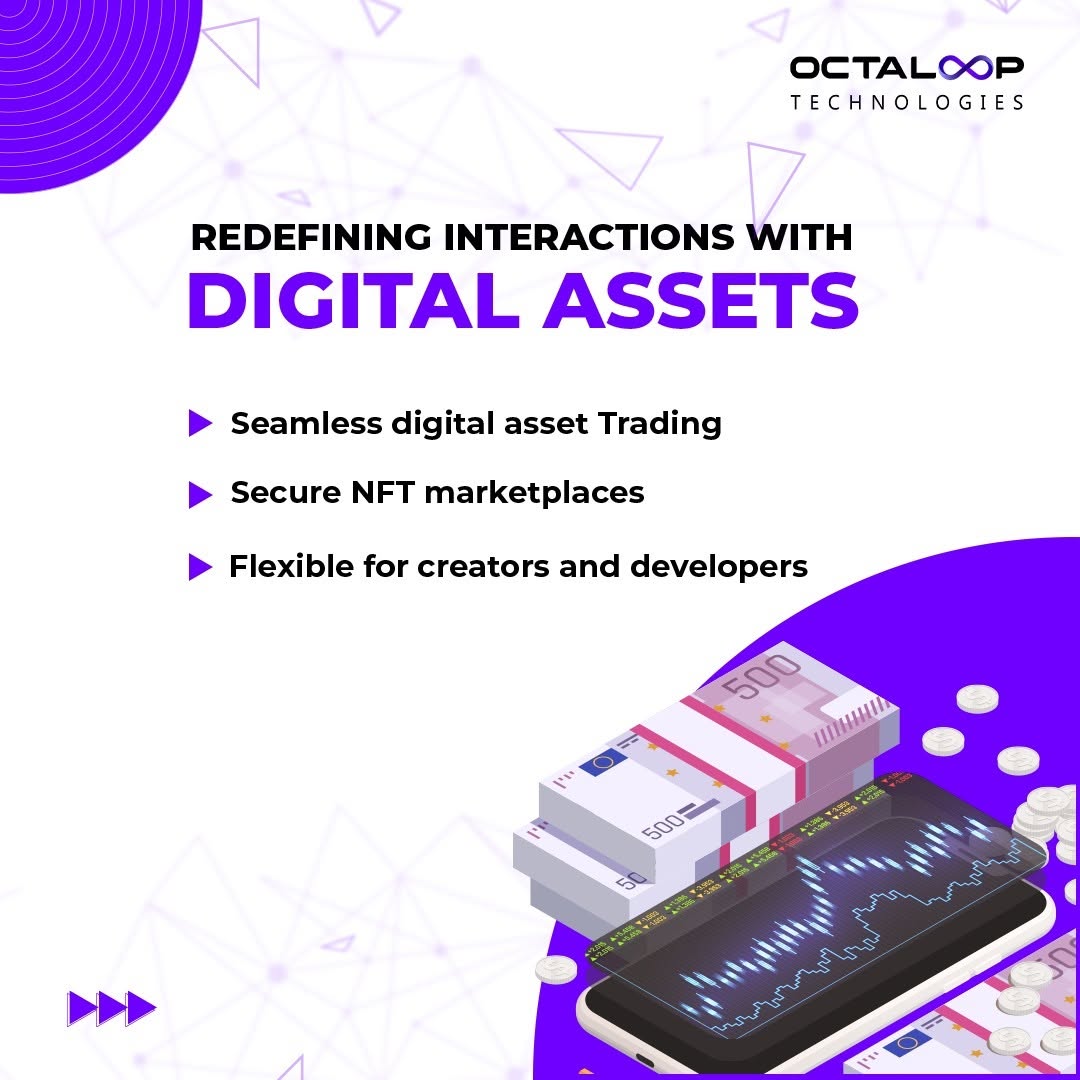 OCTALOOP
TECHNOLOGIES
REDEFINING INTERACTIONS WITH
DIGITAL ASSETS
Seamless digital asset Trading
Secure NFT marketplaces
Flexible for creators and developers
500
500